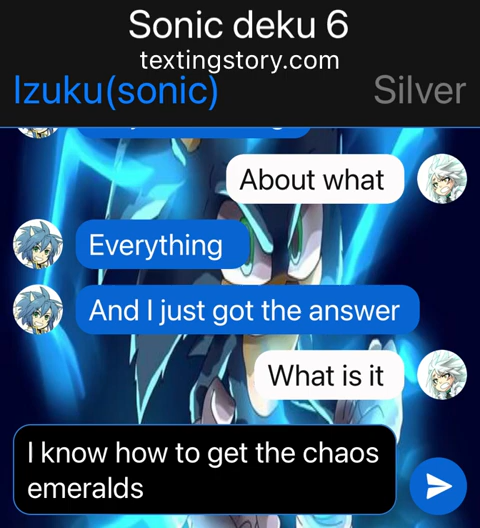 Sonic deku 6
textingstory.com
Izuku(sonic) Silver
About what
Everything
And I just got the answer
What is it
I know how to get the chaos
emeralds